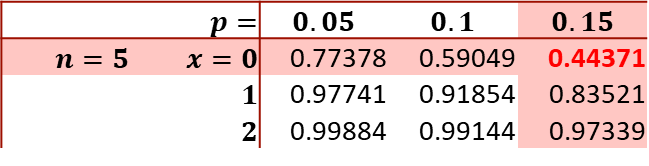 p = 0.05 0.1 0.15
n = 5 x = 0 0.77378 0.59049 0.44371
1 0.97741 0.91854 0.83521
2 0.99884 0.99144 0.97339